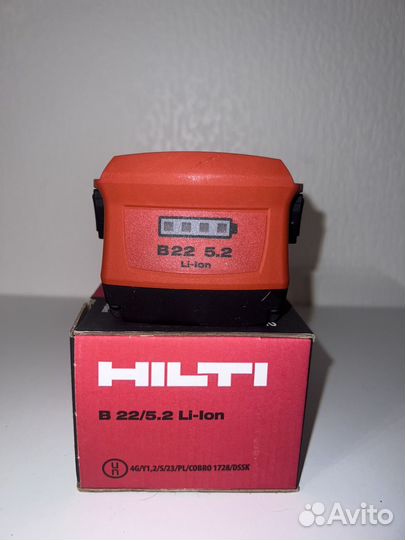 B22 5.2
Li-Ion
HILTI
B 22/5.2 Li-Ion
un 4G/Y1,2/S/23/PL/COBRO 1728/DSSK
Avito